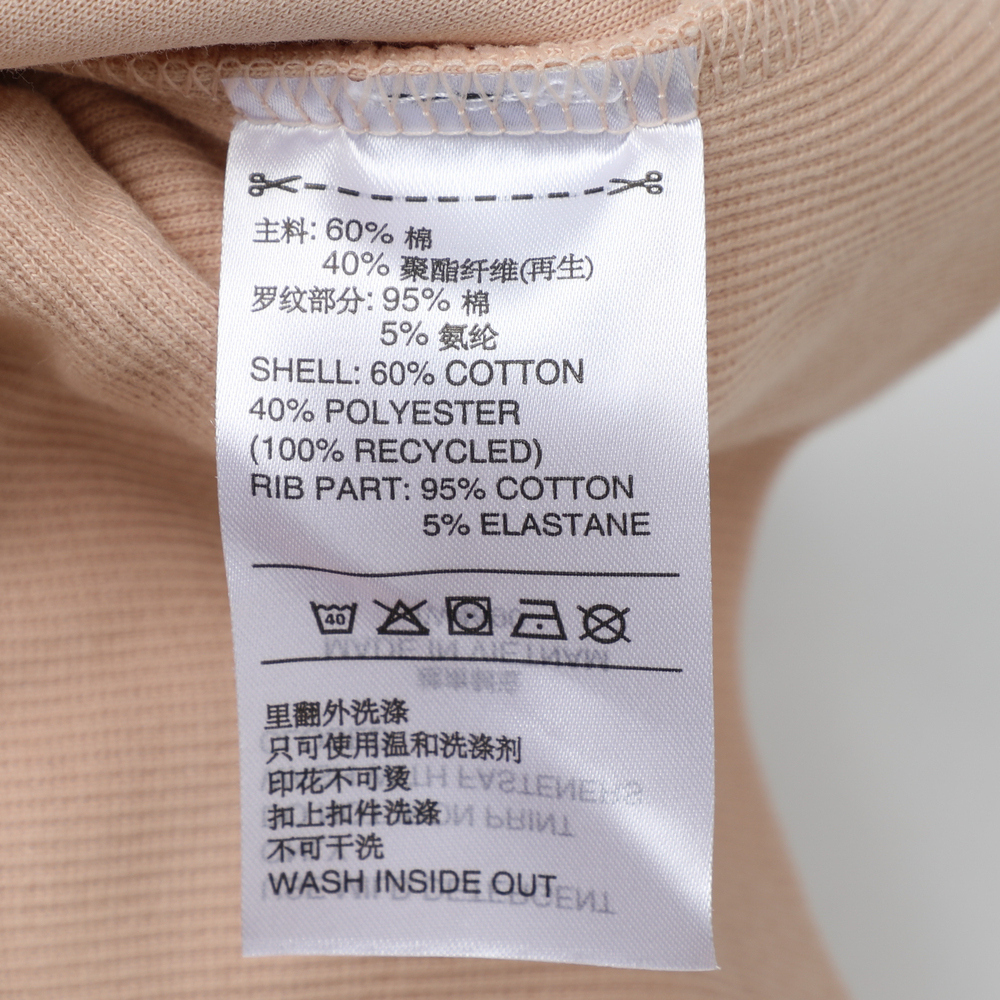 主料: 60% 棉
40% 聚酯纤维(再生)
罗纹部分: 95% 棉
5% 氨纶
SHELL: 60% COTTON
40% POLYESTER
(100% RECYCLED)
RIB PART: 95% COTTON
5% ELASTANE
40
MADE IN VIETNAM
里翻外洗涤
只可使用温和洗涤剂
印花不可烫
扣上扣件洗涤
不可干洗
WASH INSIDE OUT